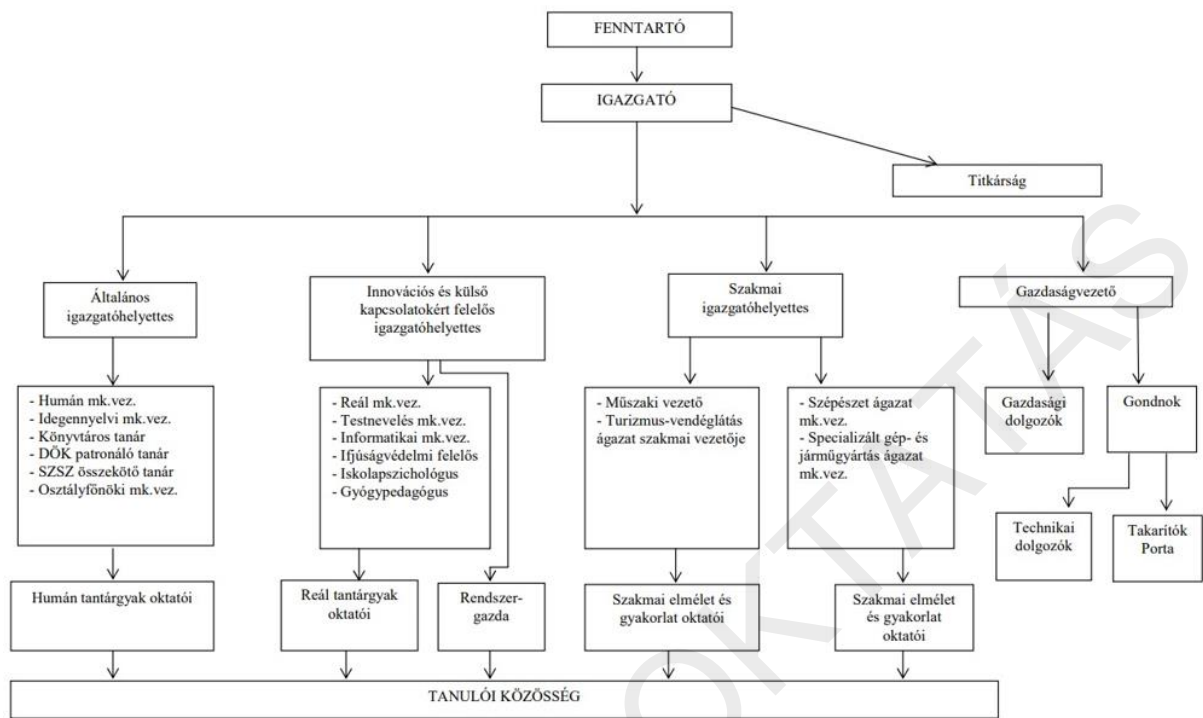 FENNTARTÓ
IGAZGATÓ
Titkárság
Általános
igazgatóhelyettes
Innovációs és külső
kapcsolatokért felelős
igazgatóhelyettes
Szakmai
igazgatóhelyettes
Gazdaságvezető
- Humán mk.vez.
- Idegennyelvi mk.vez.
- Könyvtáros tanár
- DÖK patronáló tanár
- SZSZ összekötő tanár
- Osztályfőnöki mk.vez.
- Reál mk.vez.
- Testnevelés mk.vez.
- Informatikai mk.vez.
- Ifjúságvédelmi felelős
- Iskolapszichológus
- Gyógypedagógus
- Műszaki vezető
- Turizmus-vendéglátás
ágazat szakmai vezetője
- Szépészet ágazat
mk.vez.
- Specializált gép- és
járműgyártás ágazat
mk.vez.
Gazdasági
dolgozók
Gondnok
Technikai
dolgozók
Takarítók
Porta
Humán tantárgyak oktatói
Reál tantárgyak
oktatói
Rendszer-
gazda
Szakmai elmélet és
gyakorlat oktatói
Szakmai elmélet
és gyakorlat
oktatói
TANULÓI KÖZÖSSÉG
OKTATÁS